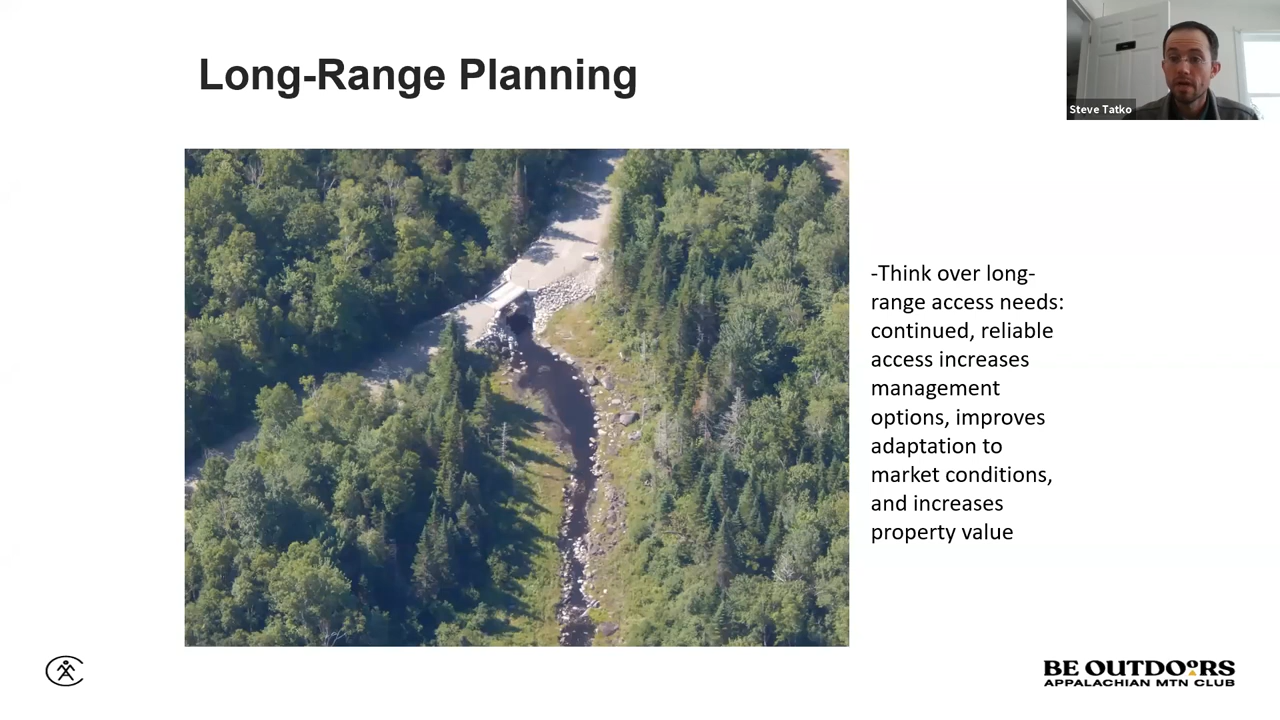 Long-Range Planning
Steve Tatko
-Think over long-
range access needs:
continued, reliable
access increases
management
options, improves
adaptation to
market conditions,
and increases
property value
BE OUTDOORS
APPALACHIAN MTN CLUB